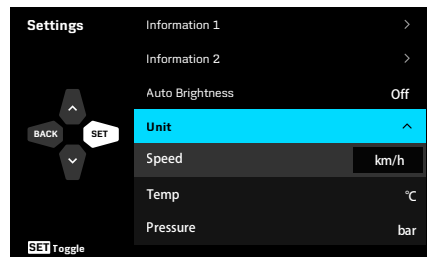 Settings
Information 1
Information 2
Auto Brightness Off
BACK SET
Unit
Speed km/h
Temp °C
Pressure bar
SET Toggle